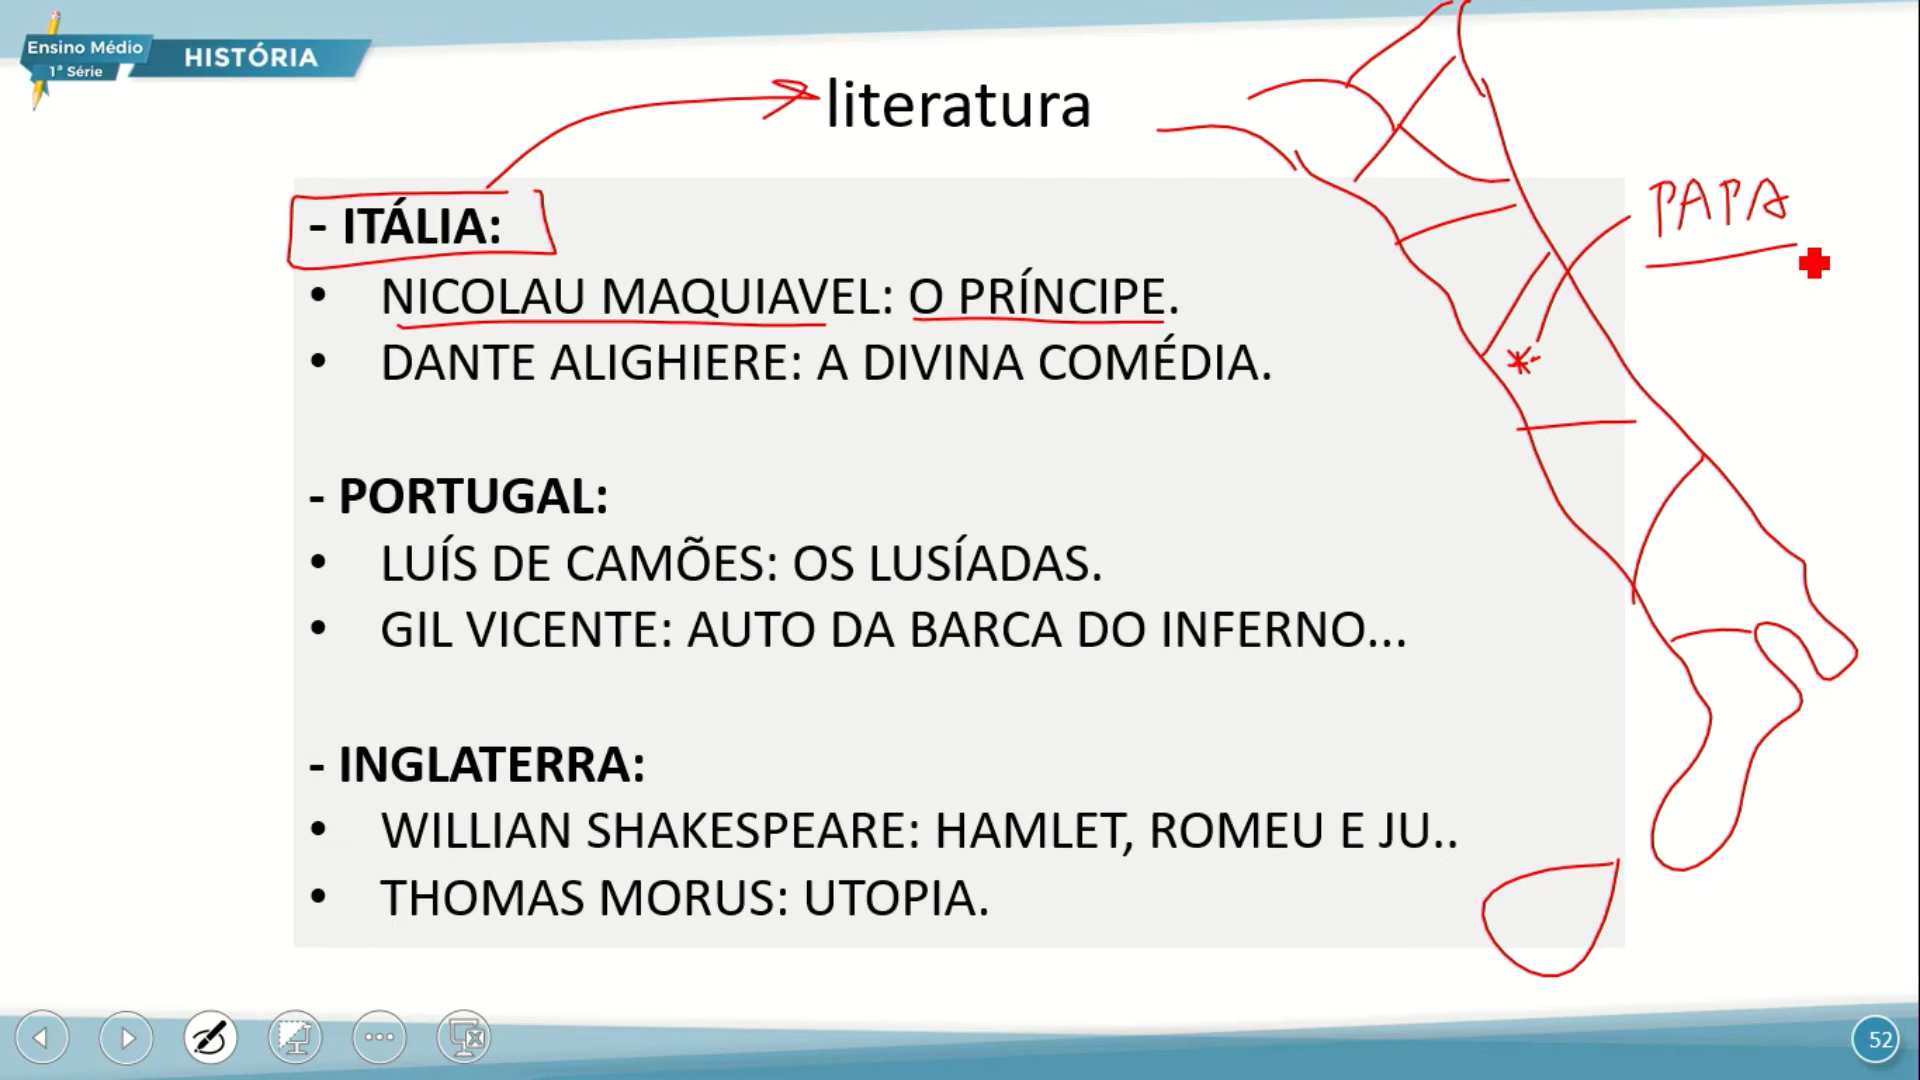 Ensino Médio
1ª Série
HISTÓRIA
literatura
PAPA
- ITÁLIA:
• NICOLAU MAQUIAVEL: O PRÍNCIPE.
• DANTE ALIGHIERE: A DIVINA COMÉDIA.
- PORTUGAL:
• LUÍS DE CAMÕES: OS LUSÍADAS.
• GIL VICENTE: AUTO DA BARCA DO INFERNO...
- INGLATERRA:
• WILLIAN SHAKESPEARE: HAMLET, ROMEU E JU..
• THOMAS MORUS: UTOPIA.
52